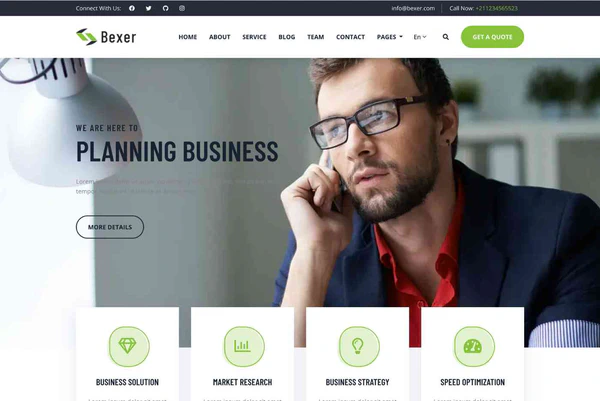 Connect With Us:
info@bexer.com
Call Now: +211234565523
Bexer
HOME ABOUT SERVICE BLOG TEAM CONTACT PAGES En
GET A QUOTE
WE ARE HERE TO
PLANNING BUSINESS
MORE DETAILS
BUSINESS SOLUTION
MARKET RESEARCH
BUSINESS STRATEGY
SPEED OPTIMIZATION